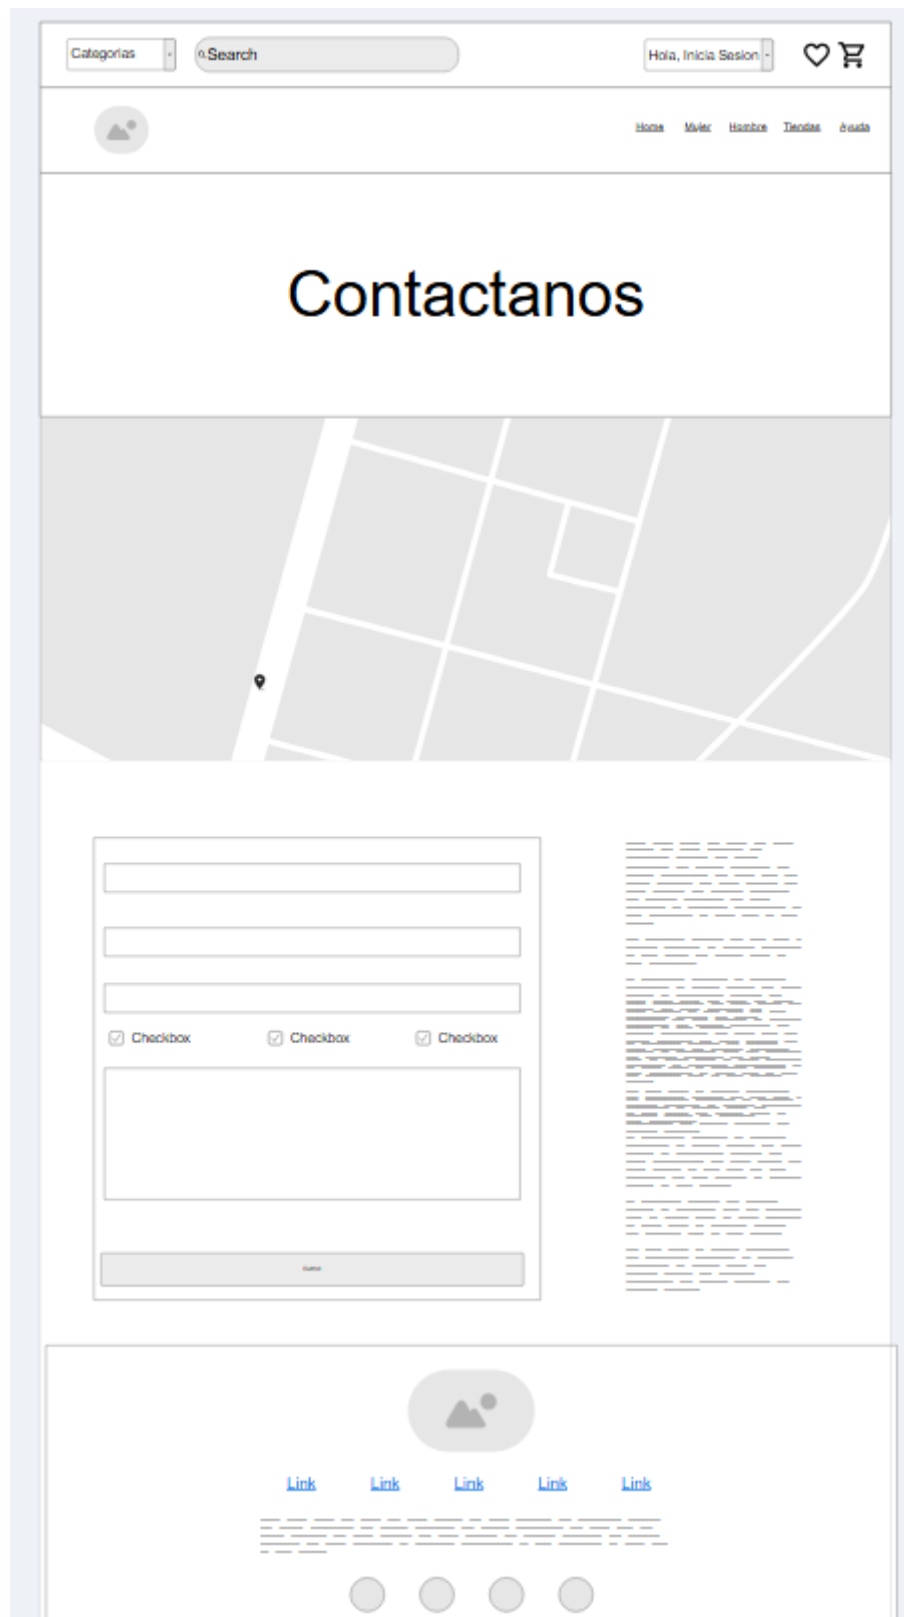 Categorias Search Hola, Inicia Sesion
Home Mujer Hombre Tiendas Ayuda
Contactanos
Checkbox Checkbox Checkbox
Link Link Link Link Link